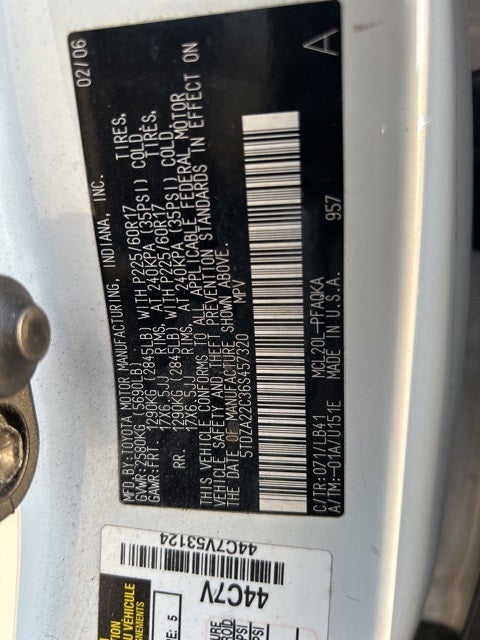 MFD.BY:TOYOTA MOTOR MANUFACTURING, INDIANA, INC. 02/06
GVWR:2580KG (5690LB)
GAWR:FRT. 1290KG (2845LB) WITH P225/60R17 TIRES,
17X6.5JJ RIMS, AT 240KPA (35PSI) COLD.
RR. 1290KG (2845LB) WITH P225/60R17 TIRES,
17X6.5JJ RIMS, AT 240KPA (35PSI) COLD.
THIS VEHICLE CONFORMS TO ALL APPLICABLE FEDERAL MOTOR
VEHICLE SAFETY AND THEFT PREVENTION STANDARDS IN EFFECT ON
THE DATE OF MANUFACTURE SHOWN ABOVE.
5TDZA22C36S457320 MPV
A
957
C/TR:071/LB41 MCL20L-PFAQKA
A/TM:-01A/U151E MADE IN U.S.A.
44C7V53124
44C7V
DU VÉHICULE
E: 5